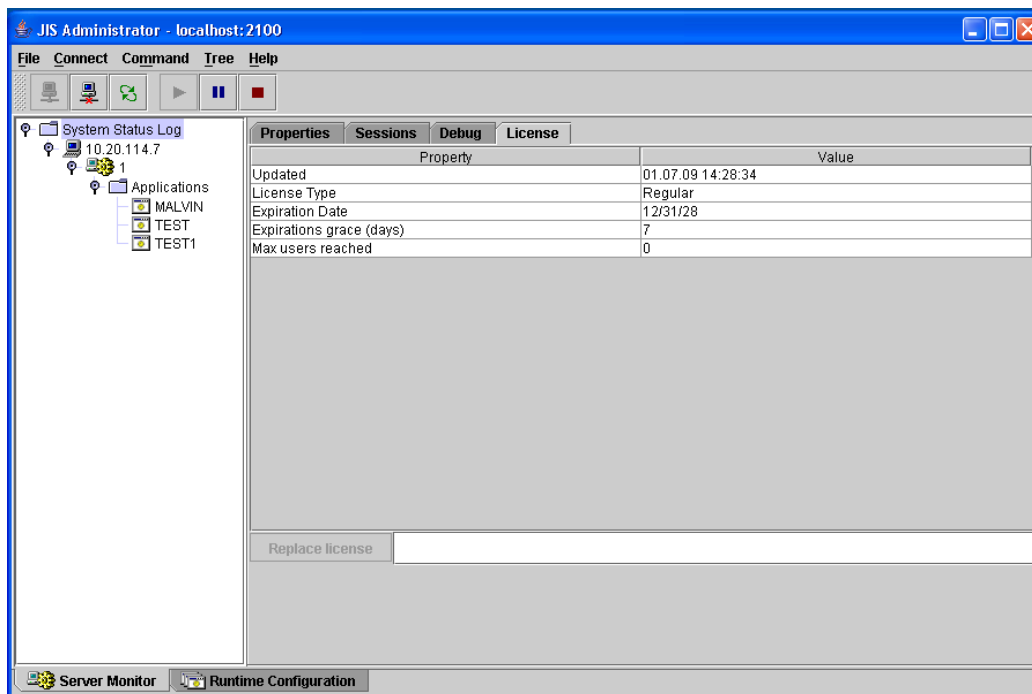 JIS Administrator - localhost:2100
File Connect Command Tree Help
System Status Log
10.20.114.7
1
Applications
MALVIN
TEST
TEST1
Properties Sessions Debug License
Property Value
Updated 01.07.09 14:28:34
License Type Regular
Expiration Date 12/31/28
Expirations grace (days) 7
Max users reached 0
Replace license
Server Monitor Runtime Configuration